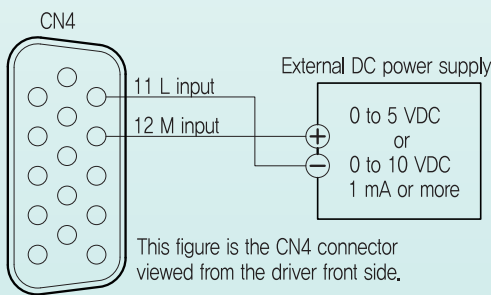 CN4
11 L input
12 M input
External DC power supply
+
−
0 to 5 VDC
or
0 to 10 VDC
1 mA or more
This figure is the CN4 connector
viewed from the driver front side.